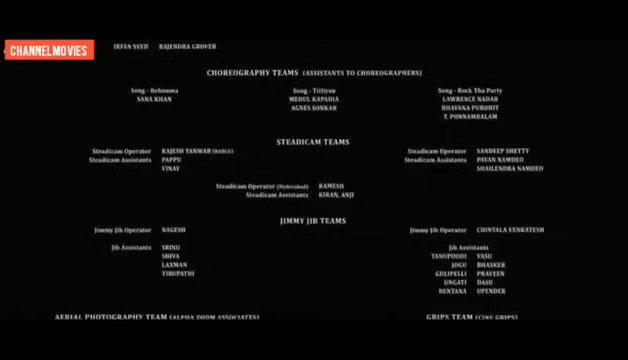 CHANNELMOVIES
IRFAN SYED RAJENDRA GROVER
CHOREOGRAPHY TEAMS (ASSISTANTS TO CHOREOGRAPHERS)
Song - Behnuma Song - Titliyan Song - Rock Tha Party
SANA KHAN MEHUL KAPADIA LAWRENCE NADAR
AGNES SONKAR BHAVANA PUROHIT
T. PONNAMBALAM
STEADICAM TEAMS
Steadicam Operator RAJESH TANWAR (BABLU) Steadicam Operator SANDEEP SHETTY
Steadicam Assistants PAPPU Steadicam Assistants PAVAN NAMDEO
VINAY SHAILENDRA NAMDEO
Steadicam Operator (Hyderabad) RAMESH
Steadicam Assistants KIRAN, ANJI
JIMMY JIB TEAMS
Jimmy Jib Operator NAGESH Jimmy Jib Operator CHINTALA VENKATESH
Jib Assistants SRINU Jib Assistants
SHIVA TANUPOODI VASU
LAXMAN JOGU BHASKER
TIRUPATHI GULIPELLI PRAVEEN
UNGATI DASU
BENTANA UPENDER
AERIAL PHOTOGRAPHY TEAM (ALPHA ZOOM ASSOCIATES) GRIPS TEAM (CINE GRIPS)